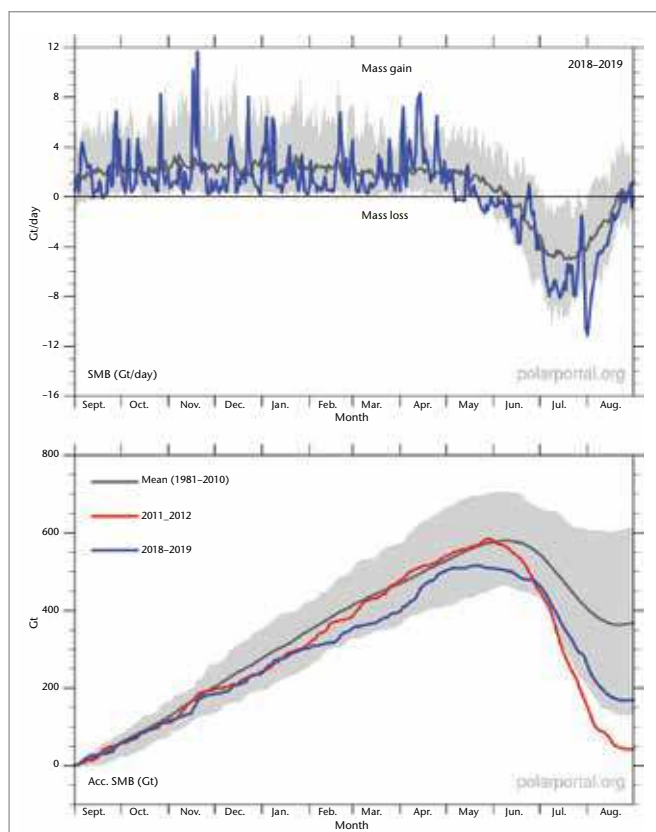 12
Mass gain
2018–2019
8
4
0
Mass loss
Gt/day
–4
–8
–12
SMB (Gt/day)
polarportal.org
–16
Sept. Oct. Nov. Dec. Jan. Feb. Mar. Apr. May Jun. Jul. Aug.
Month
800
Mean (1981–2010)
2011_2012
600
2018–2019
400
Gt
200
0
Acc. SMB (Gt)
polarportal.org
Sept. Oct. Nov. Dec. Jan. Feb. Mar. Apr. May Jun. Jul. Aug.
Month